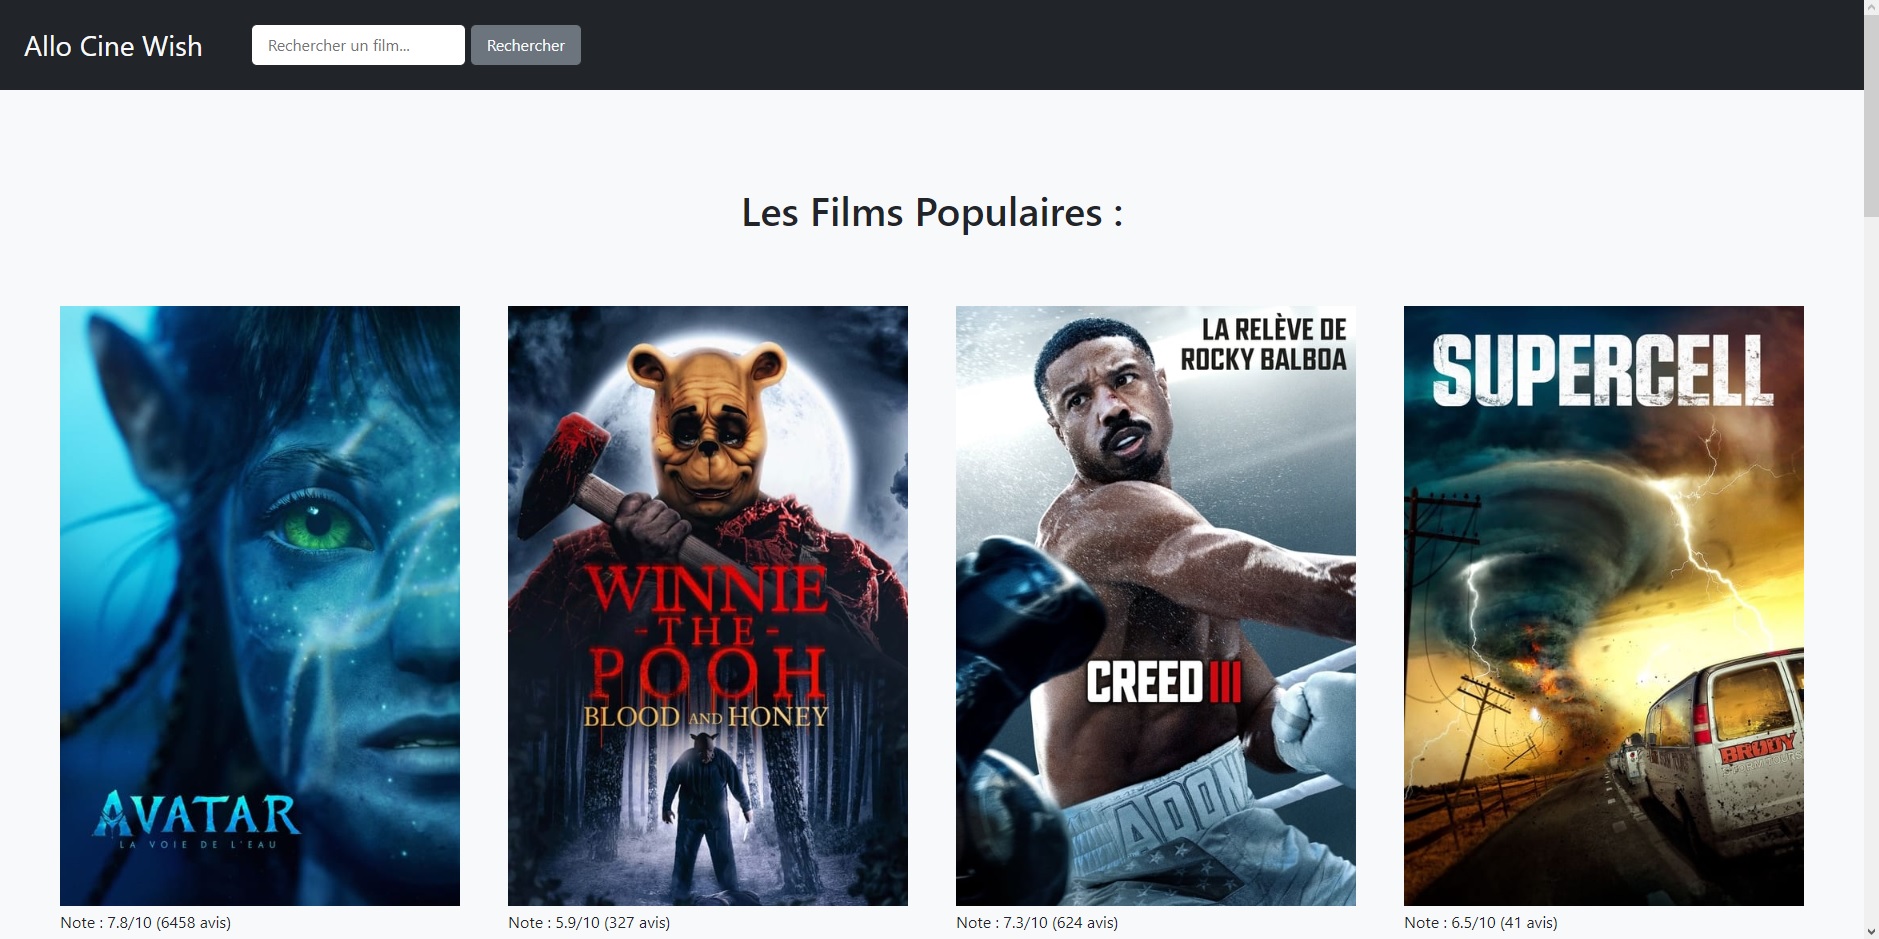 Allo Cine Wish
Rechercher un film...
Rechercher
Les Films Populaires :
AVATAR
LA VOIE DE L'EAU
Note : 7.8/10 (6458 avis)
WINNIE
-THE-
POOH
BLOOD AND HONEY
Note : 5.9/10 (327 avis)
LA RELÈVE DE
ROCKY BALBOA
CREED III
ADON
Note : 7.3/10 (624 avis)
SUPERCELL
BRODY
Note : 6.5/10 (41 avis)